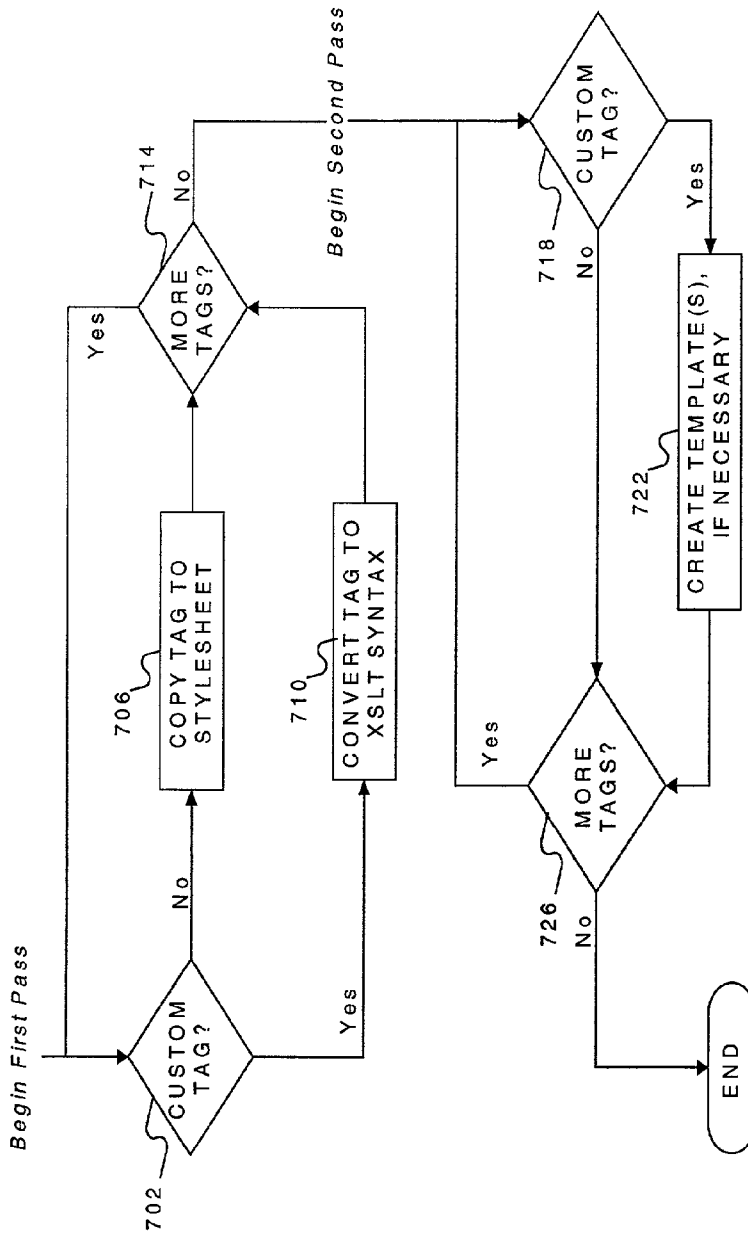 Begin First Pass
702
CUSTOM
TAG?
No
Yes
706
COPY TAG TO
STYLESHEET
710
CONVERT TAG TO
XSLT SYNTAX
714
MORE
TAGS?
Yes
No
Begin Second Pass
718
CUSTOM
TAG?
No
Yes
722
CREATE TEMPLATE(S),
IF NECESSARY
726
MORE
TAGS?
Yes
No
END